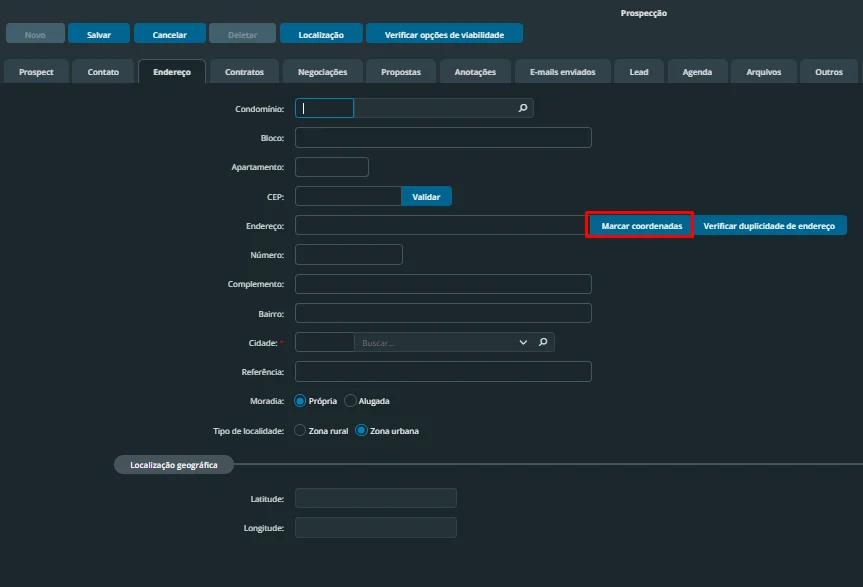 Prospecção
Novo Salvar Cancelar Deletar Localização Verificar opções de viabilidade
Prospect Contato Endereço Contratos Negociações Propostas Anotações E-mails enviados Lead Agenda Arquivos Outros
Condomínio:
Bloco:
Apartamento:
CEP: Validar
Endereço: Marcar coordenadas Verificar duplicidade de endereço
Número:
Complemento:
Bairro:
Cidade: * Buscar...
Referência:
Moradia: Própria Alugada
Tipo de localidade: Zona rural Zona urbana
Localização geográfica
Latitude:
Longitude: